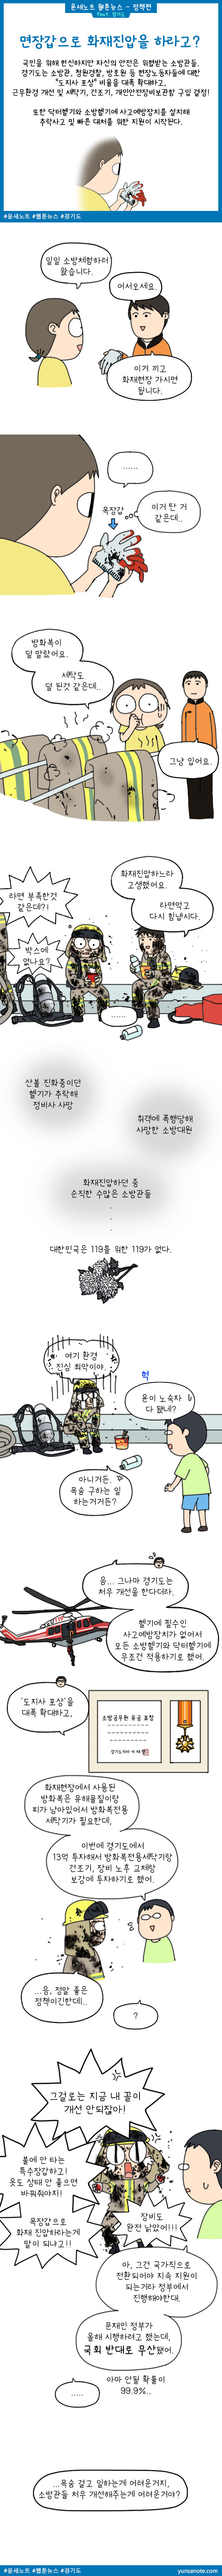 윤새노트 웹툰뉴스 - 정책편
feat. 경기도
면장갑으로 화재진압을 하라고?
국민을 위해 헌신하지만 자신의 안전은 위협받는 소방관들.
경기도는 소방관, 청원경찰, 방호원 등 현장노동자들에 대한
"도지사 포상" 비율을 대폭 확대하고,
근무환경 개선 및 세탁기, 건조기, 개인안전장비보관함 구입 결정!
또한 닥터헬기와 소방헬기에 사고예방장치를 설치해
추락사고 및 빠른 대처를 위한 지원이 시작된다.
#윤새노트 #웹툰뉴스 #경기도
일일 소방체험하러
왔습니다.
어서오세요.
이거 끼고
화재현장 가시면
됩니다.
......
목장갑
이거 탄 거
같은데..
방화복이
덜 말랐어요.
세탁도
덜 된것 같은데..
그냥 입어요.
화재진압하느라
고생했어요.
라면먹고
다시 힘냅시다.
라면 부족한것
같은데?!
박스에
없나요?
......
산불 진화중이던
헬기가 추락해
정비사 사망
취객에 폭행당해
사망한 소방대원
화재진압하던 중
순직한 수많은 소방관들
.
.
.
대한민국은 119를 위한 119가 없다.
여기 환경
진심 최악이야.
헉
윤이 노숙자
다 됐네?
아니거든.
목숨 구하는 일
하는거거든?
음... 그나마 경기도는
처우 개선을 한다더라.
헬기에 필수인
사고예방장치가 없어서
모든 소방헬기와 닥터헬기에
무조건 적용하기로 했어.
'도지사 포상'을
대폭 확대하고,
소방공무원 유공 표창
경기도지사 이재명
화재현장에서 사용된
방화복은 유해물질이랑
피가 남아있어서 방화복전용
세탁기가 필요한데,
이번에 경기도에서
13억 투자해서 방화복전용세탁기랑
건조기, 장비 노후 교체랑
보강에 투자하기로 했어.
...응, 정말 좋은
정책이긴한데!..
?
그걸로는 지금 내 꼴이
개선 안되잖아!
불에 안 타는
특수장갑하고!
옷도 상태 안 좋으면
바꿔줘야지!
목장갑으로
화재 진압하라는게
말이 되냐고!!
장비도
완전 낡았어!!!
아, 그건 국가직으로
전환되어야 지속 지원이
되는거라 정부에서
진행해야한대.
문재인 정부가
올해 시행하려고 했는데,
국회 반대로 무산됐어.
아마 안될 확률이
99.9%..
.....
...목숨 걸고 일하는게 어려운거지,
소방관들 처우 개선해주는게 어려운거야?
#윤새노트 #웹툰뉴스 #경기도
yunsanote.com